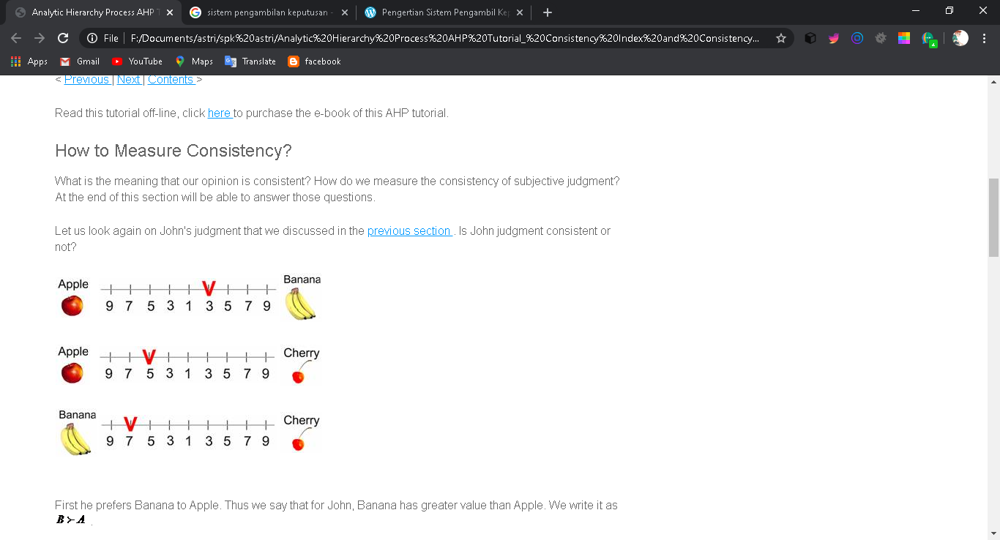 Analytic Hierarchy Process AHP T
sistem pengambilan keputusan -
Pengertian Sistem Pengambil Kep
File
F:/Documents/astri/spk%20astri/Analytic%20Hierarchy%20Process%20AHP%20Tutorial_%20Consistency%20Index%20and%20Consistency...
4
Apps
Gmail
YouTube
Maps
Translate
facebook
< Previous | Next | Contents >
Read this tutorial off-line, click here to purchase the e-book of this AHP tutorial.
How to Measure Consistency?
What is the meaning that our opinion is consistent? How do we measure the consistency of subjective judgment?
At the end of this section will be able to answer those questions.
Let us look again on John's judgment that we discussed in the previous section . Is John judgment consistent or
not?
Apple
Banana
9 7 5 3 1 3 5 7 9
Apple
Cherry
9 7 5 3 1 3 5 7 9
Banana
Cherry
9 7 5 3 1 3 5 7 9
First he prefers Banana to Apple. Thus we say that for John, Banana has greater value than Apple. We write it as
B ≻ A .